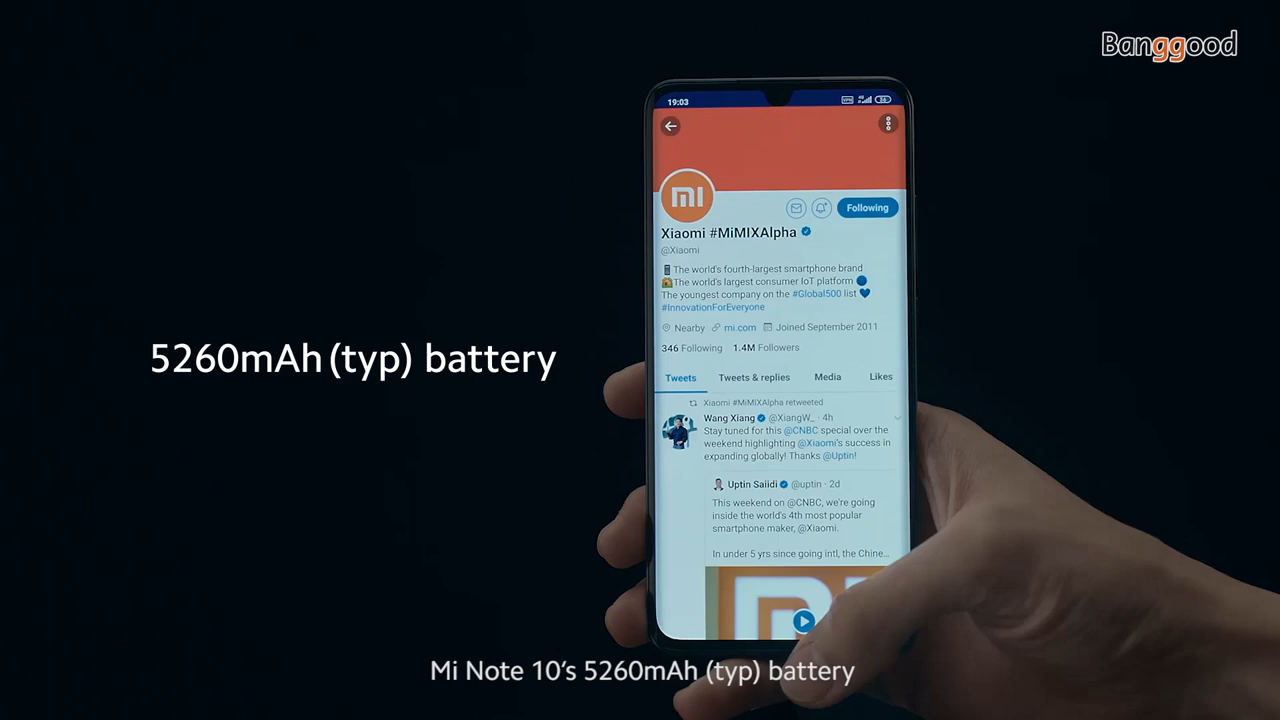 Banggood
19:03
VPN 4G 34
mi
Following
Xiaomi #MiMIXAlpha
@Xiaomi
The world's fourth-largest smartphone brand
The world's largest consumer IoT platform
The youngest company on the #Global500 list
#InnovationForEveryone
Nearby mi.com Joined September 2011
346 Following 1.4M Followers
Tweets Tweets & replies Media Likes
Xiaomi #MiMIXAlpha retweeted
Wang Xiang @XiangW_ · 4h
Stay tuned for this @CNBC special over the
weekend highlighting @Xiaomi's success in
expanding globally! Thanks @Uptin!
Uptin Saiidi @uptin · 2d
This weekend on @CNBC, we're going
inside the world's 4th most popular
smartphone maker, @Xiaomi.
In under 5 yrs since going intl, the Chine...
5260mAh (typ) battery
Mi Note 10's 5260mAh (typ) battery